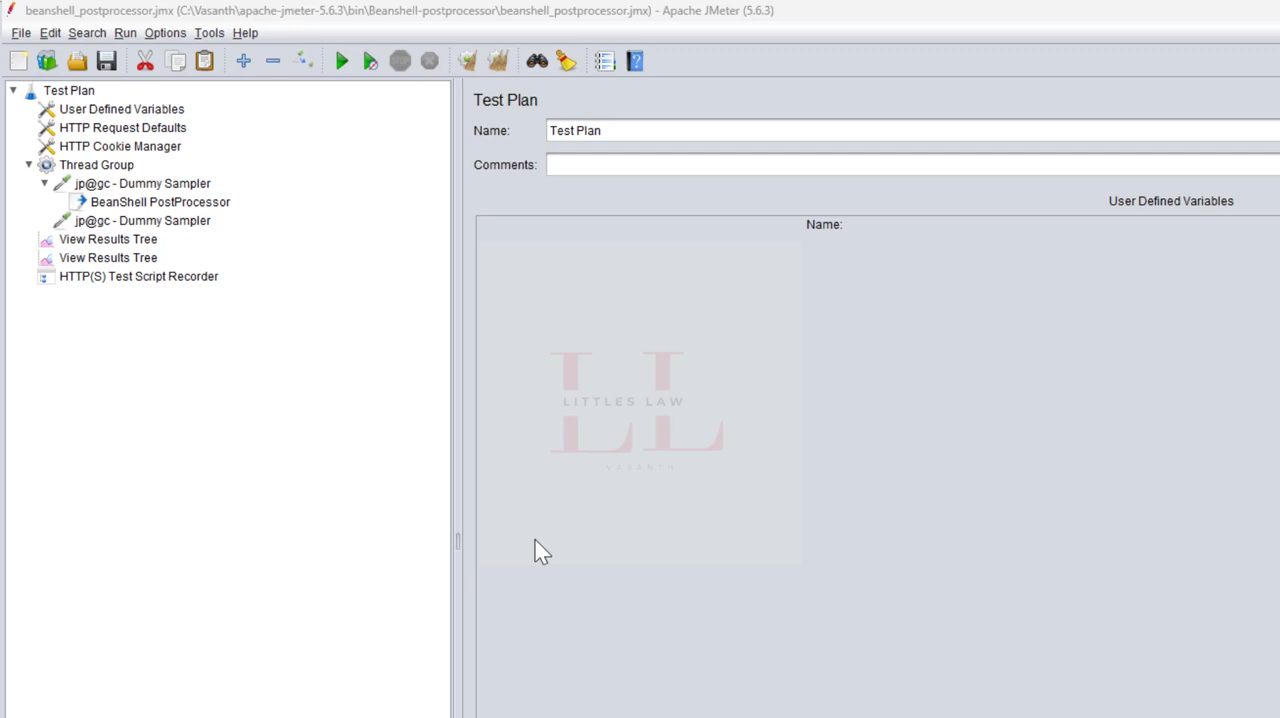 beanshell_postprocessor.jmx (C:\Vasanth\apache-jmeter-5.6.3\bin\Beanshell-postprocessor\beanshell_postprocessor.jmx) - Apache JMeter (5.6.3)
File Edit Search Run Options Tools Help
STOP
Test Plan
User Defined Variables
HTTP Request Defaults
HTTP Cookie Manager
Thread Group
jp@gc - Dummy Sampler
BeanShell PostProcessor
jp@gc - Dummy Sampler
View Results Tree
View Results Tree
HTTP(S) Test Script Recorder
Test Plan
Name: Test Plan
Comments:
User Defined Variables
Name:
LL
LITTLES LAW
VASANTH